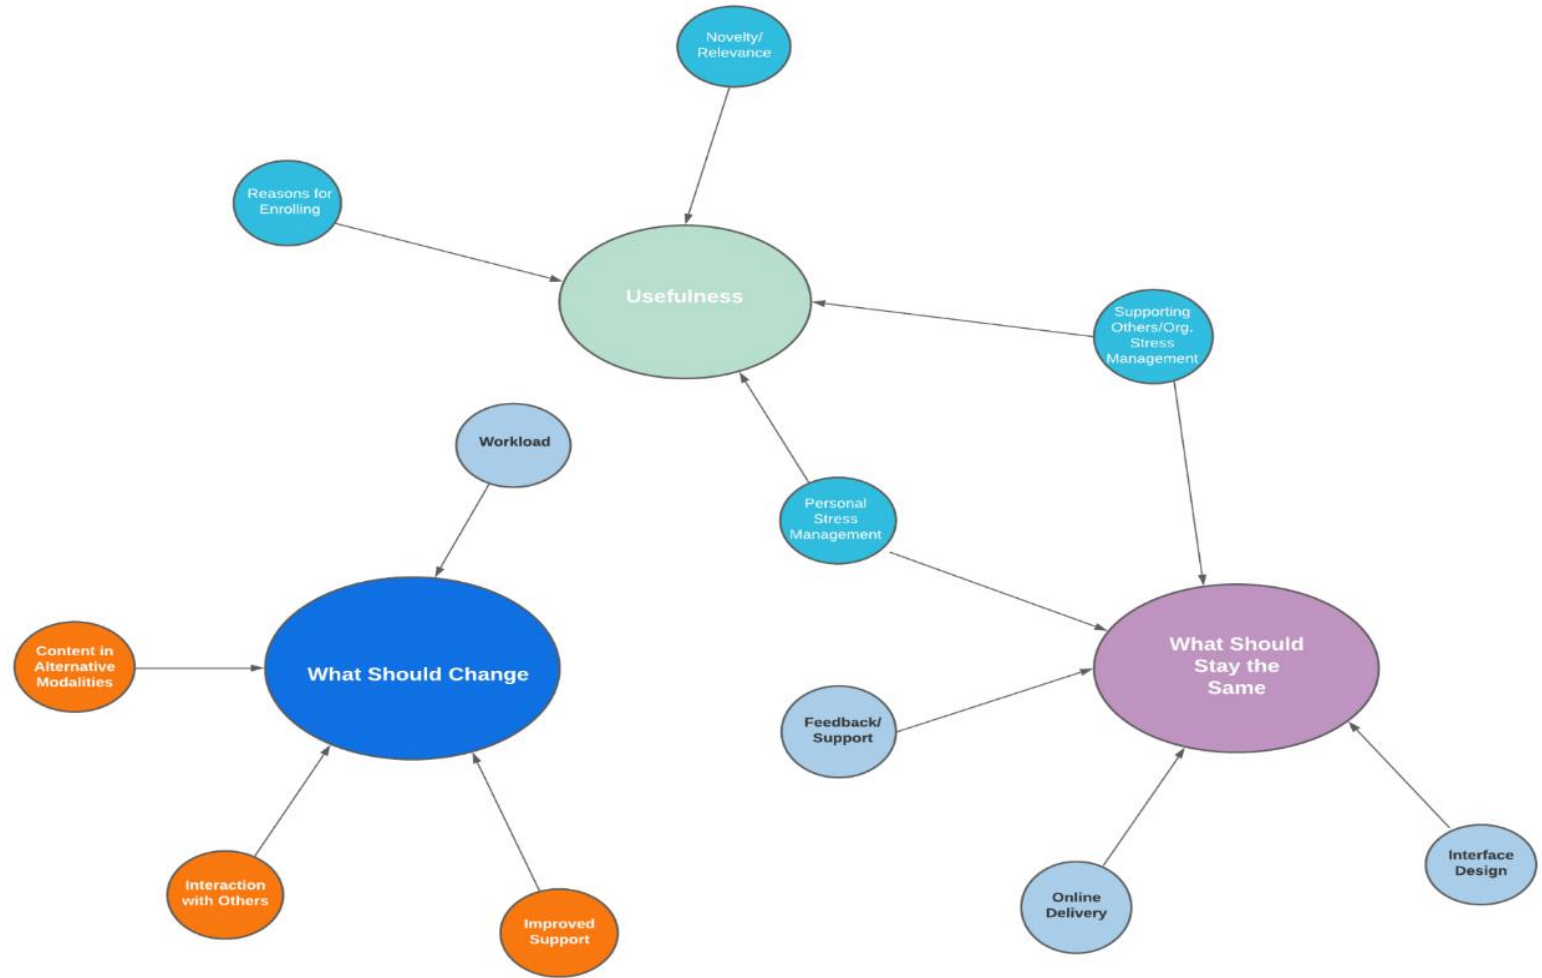 Novelty/
Relevance
Reasons for
Enrolling
Usefulness
Supporting
Others/Org.
Stress
Management
Workload
Personal
Stress
Management
What Should Change
Content in
Alternative
Modalities
What Should
Stay the
Same
Feedback/
Support
Interaction
with Others
Improved
Support
Online
Delivery
Interface
Design